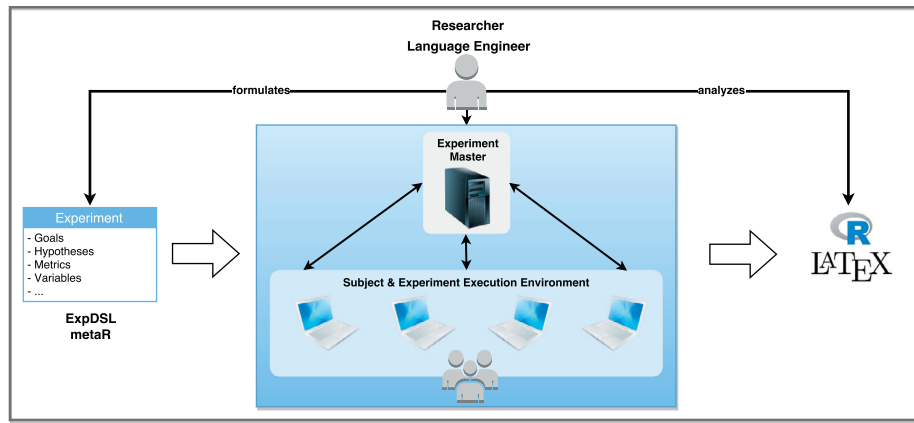 Researcher
Language Engineer
formulates
analyzes
Experiment
Master
Experiment
- Goals
- Hypotheses
- Metrics
- Variables
- ...
ExpDSL
metaR
Subject & Experiment Execution Environment
R
LATEX